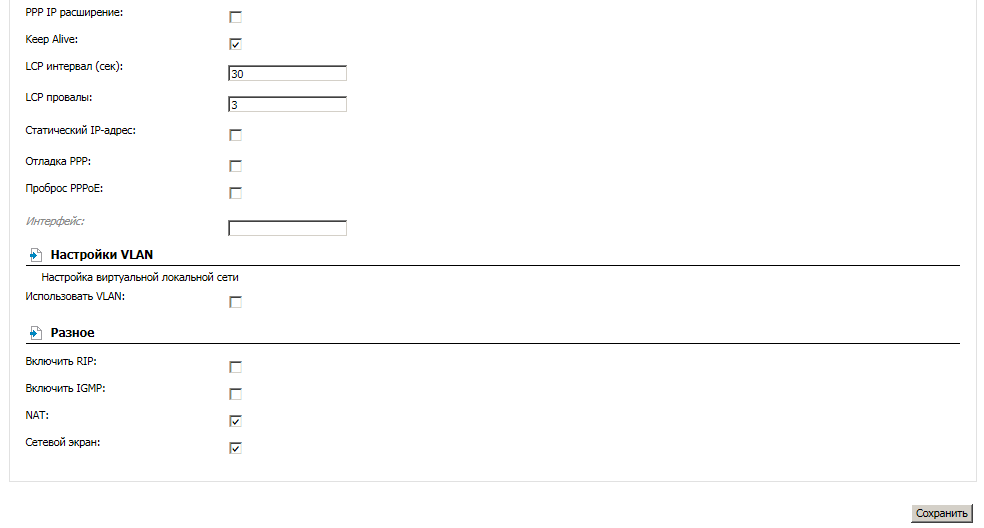 PPP IP расширение:
Keep Alive:
LCP интервал (сек):
30
LCP провалы:
3
Статический IP-адрес:
Отладка PPP:
Проброс PPPoE:
Интерфейс:
Настройки VLAN
Настройка виртуальной локальной сети
Использовать VLAN:
Разное
Включить RIP:
Включить IGMP:
NAT:
Сетевой экран:
Сохранить